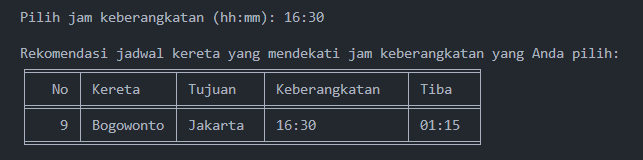 Pilih jam keberangkatan (hh:mm): 16:30
Rekomendasi jadwal kereta yang mendekati jam keberangkatan yang Anda pilih:
No Kereta Tujuan Keberangkatan Tiba
9 Bogowonto Jakarta 16:30 01:15